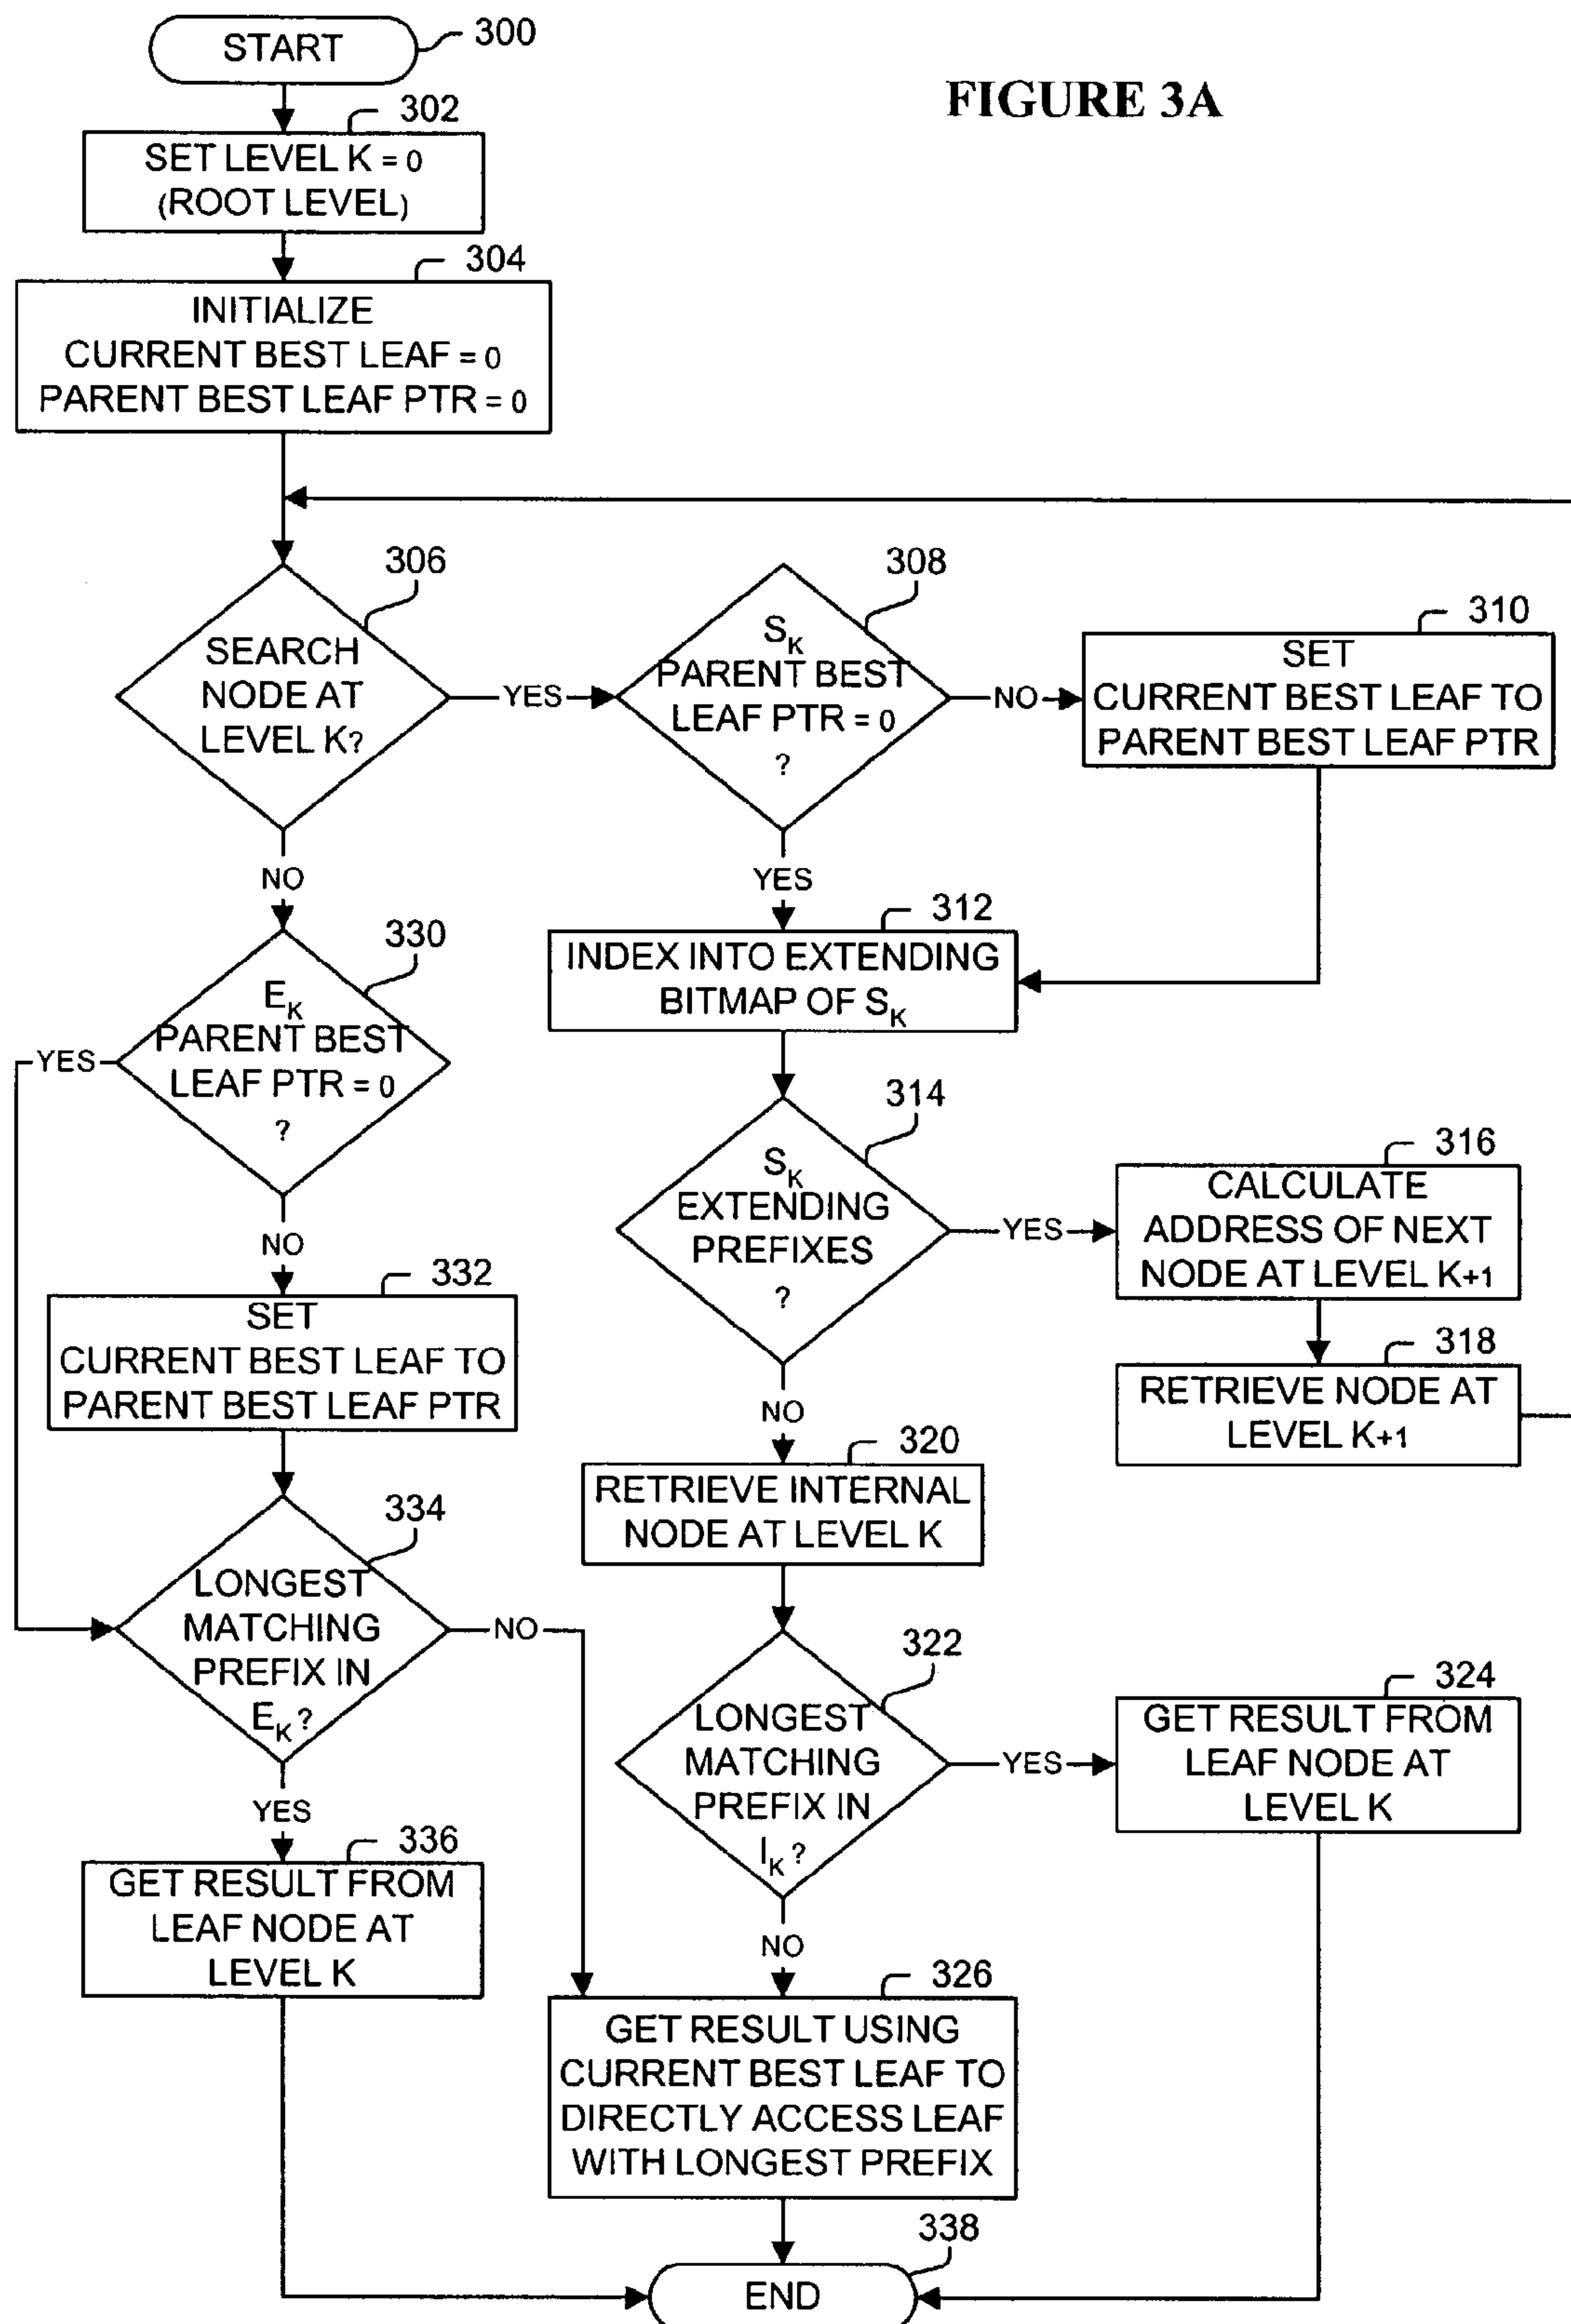 START
300
FIGURE 3A
302
SET LEVEL K = 0
(ROOT LEVEL)
304
INITIALIZE
CURRENT BEST LEAF = 0
PARENT BEST LEAF PTR = 0
306
SEARCH
NODE AT
LEVEL K?
YES
308
SK
PARENT BEST
LEAF PTR = 0
?
NO
310
SET
CURRENT BEST LEAF TO
PARENT BEST LEAF PTR
NO
YES
312
INDEX INTO EXTENDING
BITMAP OF SK
330
EK
PARENT BEST
LEAF PTR = 0
?
YES
314
SK
EXTENDING
PREFIXES
?
YES
316
CALCULATE
ADDRESS OF NEXT
NODE AT LEVEL K+1
318
RETRIEVE NODE AT
LEVEL K+1
NO
332
SET
CURRENT BEST LEAF TO
PARENT BEST LEAF PTR
NO
320
RETRIEVE INTERNAL
NODE AT LEVEL K
334
LONGEST
MATCHING
PREFIX IN
EK ?
NO
322
LONGEST
MATCHING
PREFIX IN
IK ?
YES
324
GET RESULT FROM
LEAF NODE AT
LEVEL K
YES
336
GET RESULT FROM
LEAF NODE AT
LEVEL K
NO
326
GET RESULT USING
CURRENT BEST LEAF TO
DIRECTLY ACCESS LEAF
WITH LONGEST PREFIX
338
END